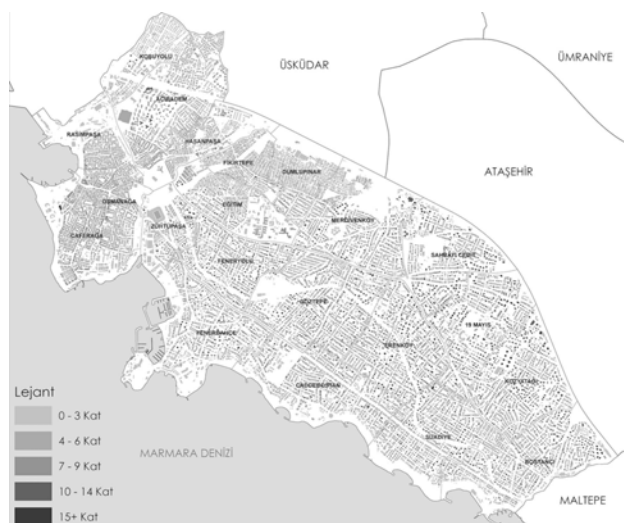 KOŞUYOLU
ÜSKÜDAR
ÜMRANİYE
ACIBADEM
RASIMPAŞA
HASANPAŞA
FİKİRTEPE
DUMLUPINAR
ATAŞEHİR
OSMANAĞA
EĞİTİM
MERDİVENKÖY
ZÜHTÜPAŞA
CAFERAĞA
SAHRAYI CEDİT
FENERYOLU
GÖZTEPE
19 MAYIS
FENERBAHÇE
ERENKÖY
KOZYATAĞI
CADDEBOSTAN
Lejant
0 - 3 Kat
4 - 6 Kat
7 - 9 Kat
10 - 14 Kat
15+ Kat
SUADİYE
MARMARA DENİZİ
BOSTANCI
MALTEPE